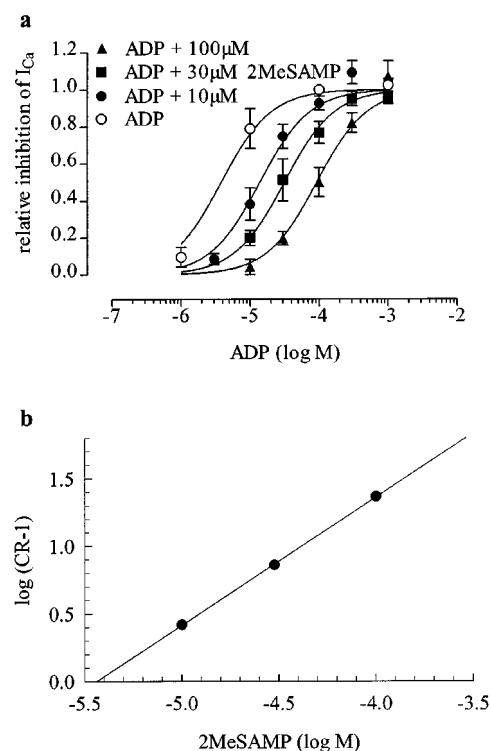 a
relative inhibition of I_Ca
1.2
1.0
0.8
0.6
0.4
0.2
0.0
ADP + 100µM
ADP + 30µM 2MeSAMP
ADP + 10µM
ADP
-7 -6 -5 -4 -3 -2
ADP (log M)
b
log (CR-1)
1.5
1.0
0.5
0.0
-5.5 -5.0 -4.5 -4.0 -3.5
2MeSAMP (log M)